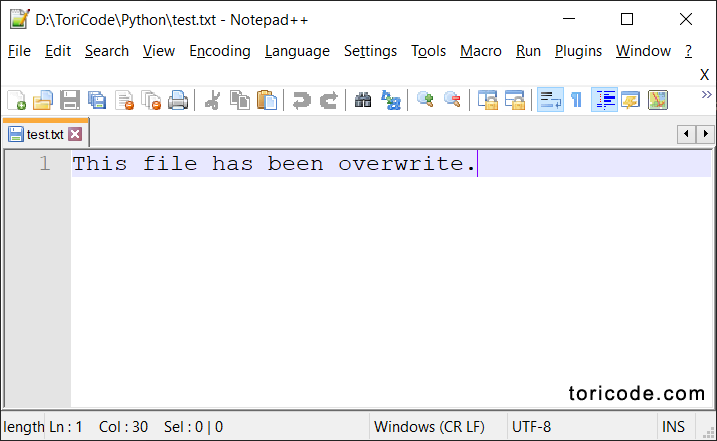 D:\ToriCode\Python\test.txt - Notepad++
File Edit Search View Encoding Language Settings Tools Macro Run Plugins Window ?
X
test.txt
1 This file has been overwrite.
toricode.com
length Ln : 1 Col : 30 Sel : 0 | 0 Windows (CR LF) UTF-8 INS